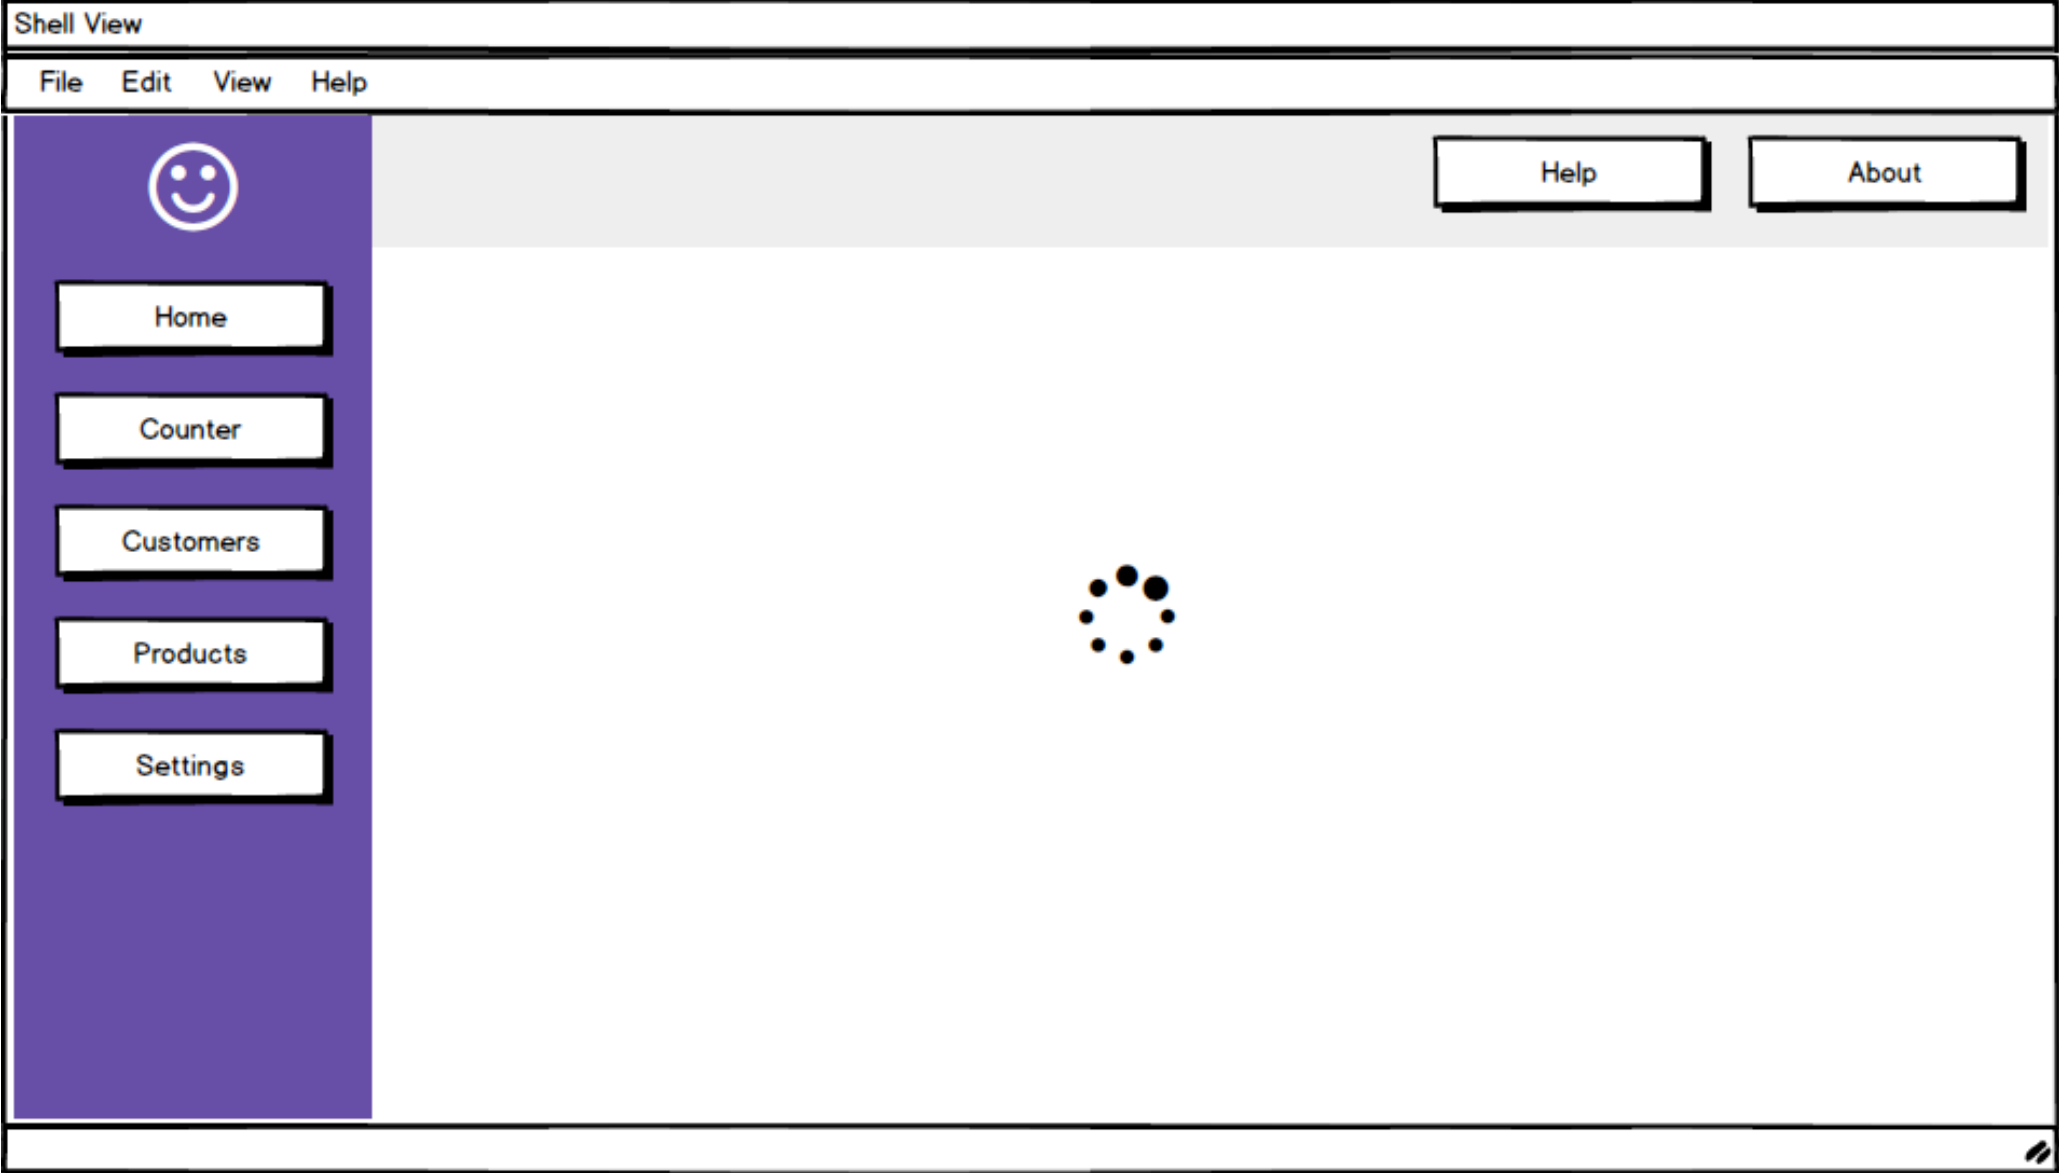 Shell View
File Edit View Help
Help About
Home
Counter
Customers
Products
Settings